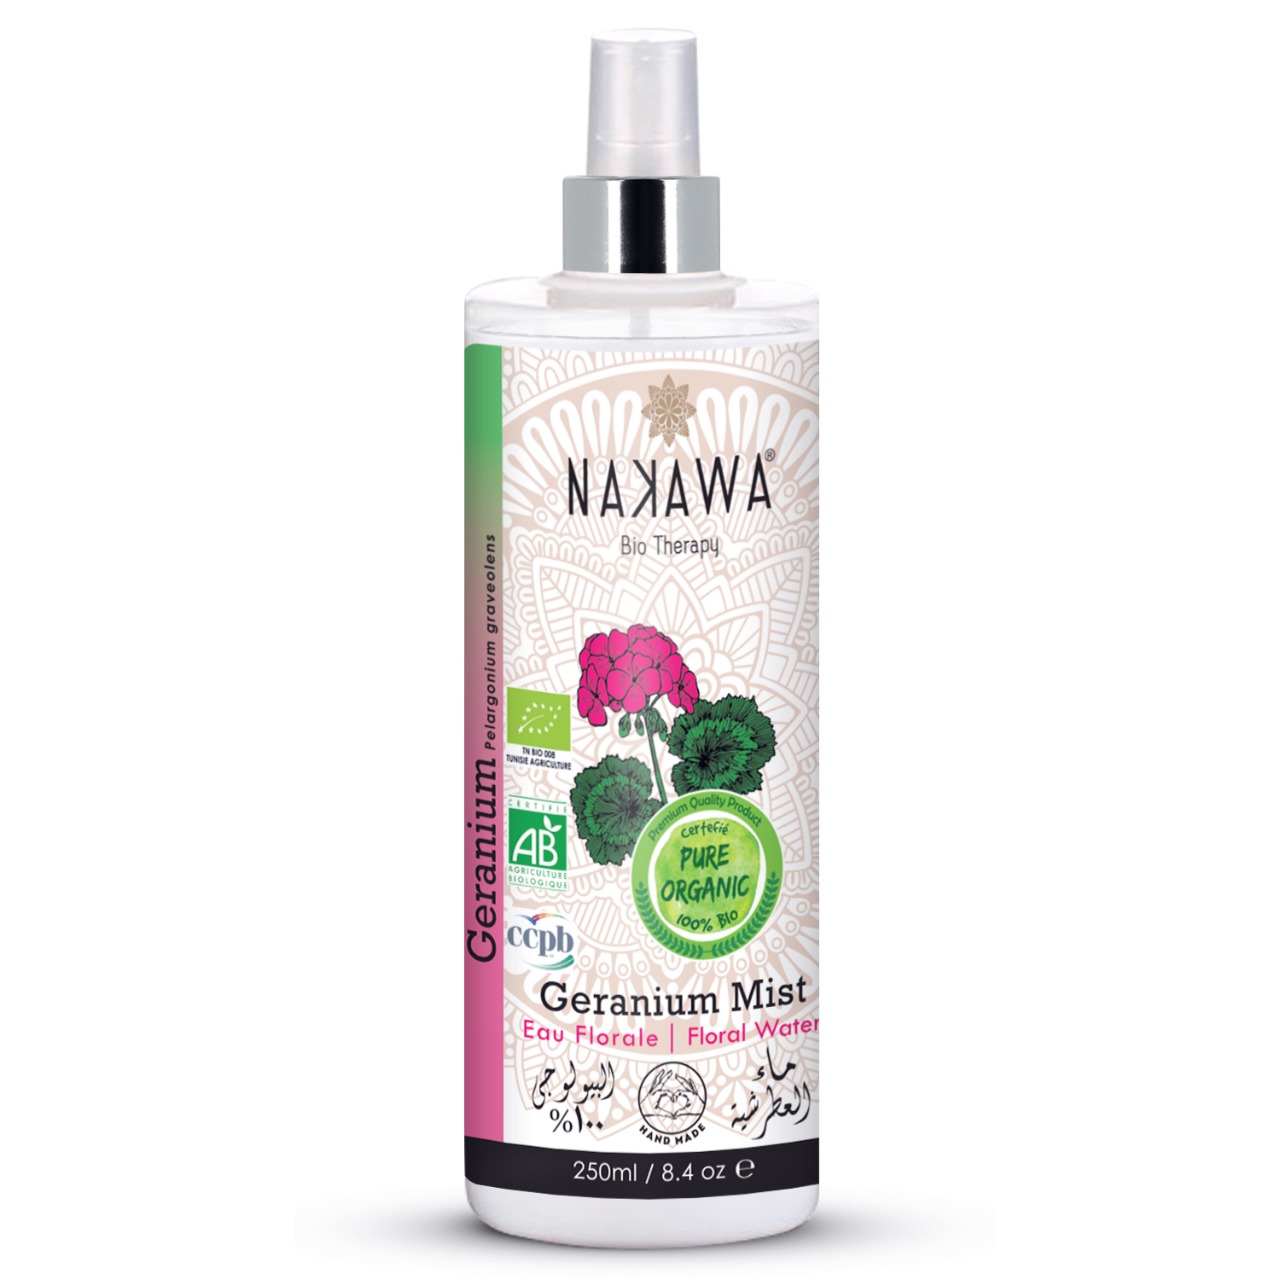 NAKAWA®
Bio Therapy
Geranium Pelargonium graveolens
TN BIO 008
TUNISIE AGRICULTURE
CERTIFIÉ
AB
AGRICULTURE
BIOLOGIQUE
Premium Quality Product
certefié
PURE
ORGANIC
100% BIO
ccpb
Geranium Mist
Eau Florale | Floral Water
ماء
العطرشية
البيولوجي
%١٠٠
HAND MADE
250ml / 8.4 oz ℮